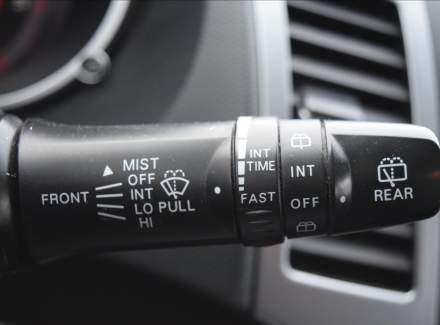 MIST
OFF
FRONT INT
LO PULL
HI
INT
TIME
FAST
INT
OFF
REAR